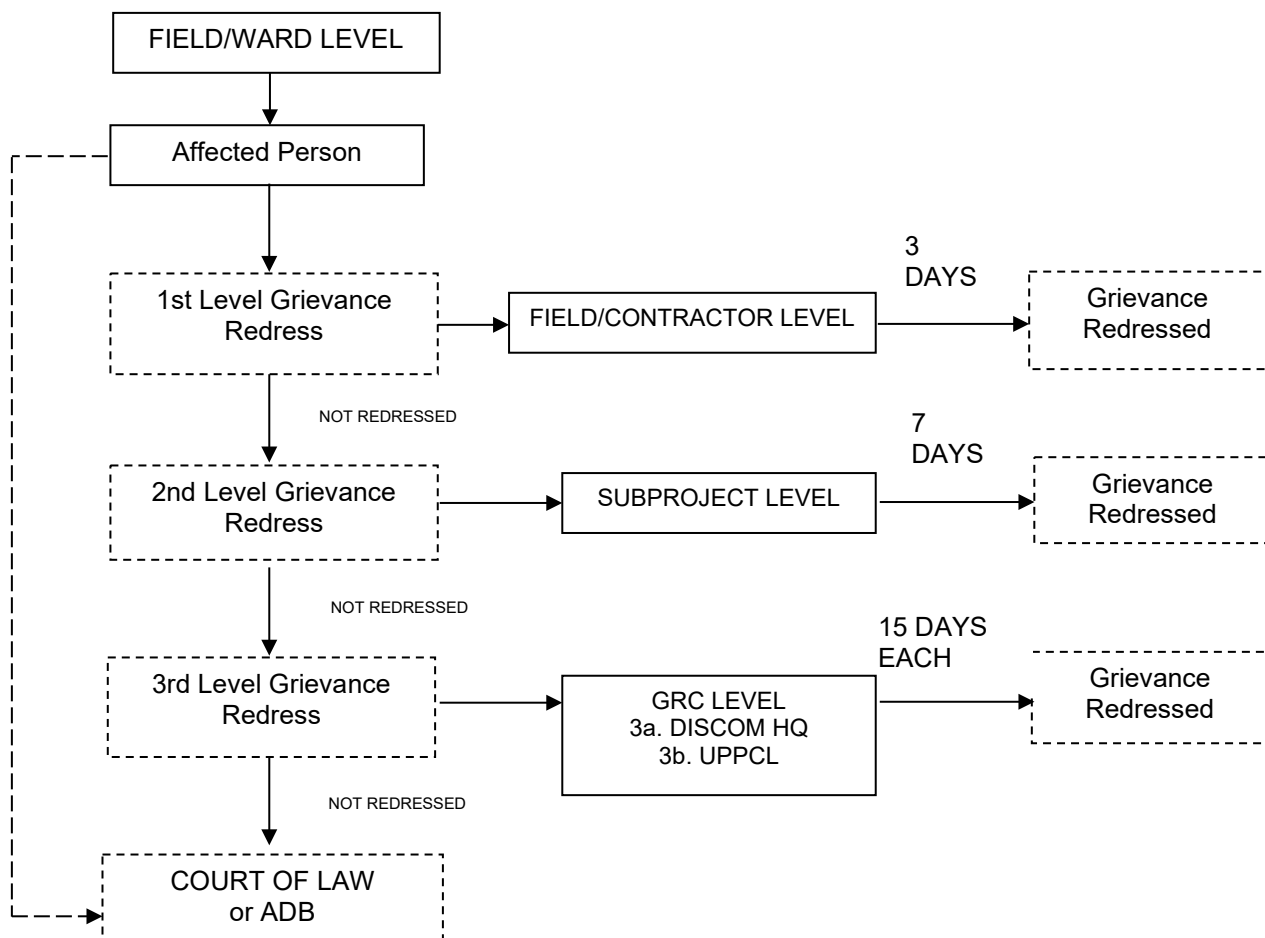 FIELD/WARD LEVEL
Affected Person
1st Level Grievance
Redress
FIELD/CONTRACTOR LEVEL
3
DAYS
Grievance
Redressed
NOT REDRESSED
2nd Level Grievance
Redress
SUBPROJECT LEVEL
7
DAYS
Grievance
Redressed
NOT REDRESSED
3rd Level Grievance
Redress
GRC LEVEL
3a. DISCOM HQ
3b. UPPCL
15 DAYS
EACH
Grievance
Redressed
NOT REDRESSED
COURT OF LAW
or ADB